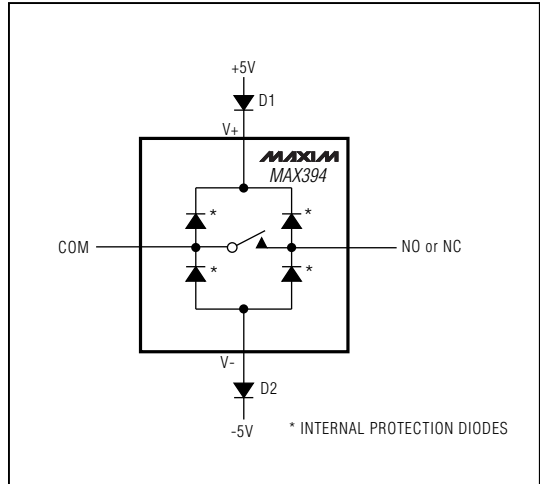 +5V
D1
V+
MAXIM
MAX394
*
*
COM
NO or NC
*
*
V-
D2
-5V
* INTERNAL PROTECTION DIODES